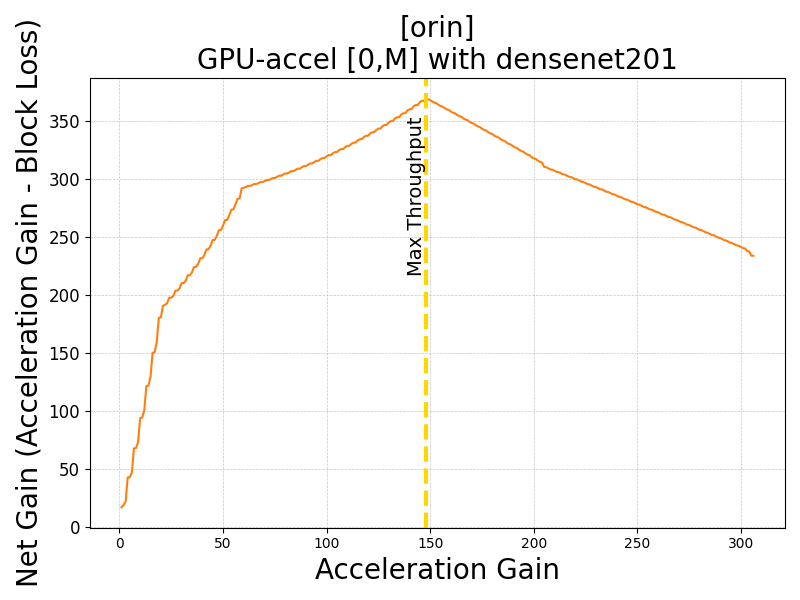 [orin]
GPU-accel [0,M] with densenet201
Net Gain (Acceleration Gain - Block Loss)
350
300
250
200
150
100
50
0
Max Throughput
0 50 100 150 200 250 300
Acceleration Gain